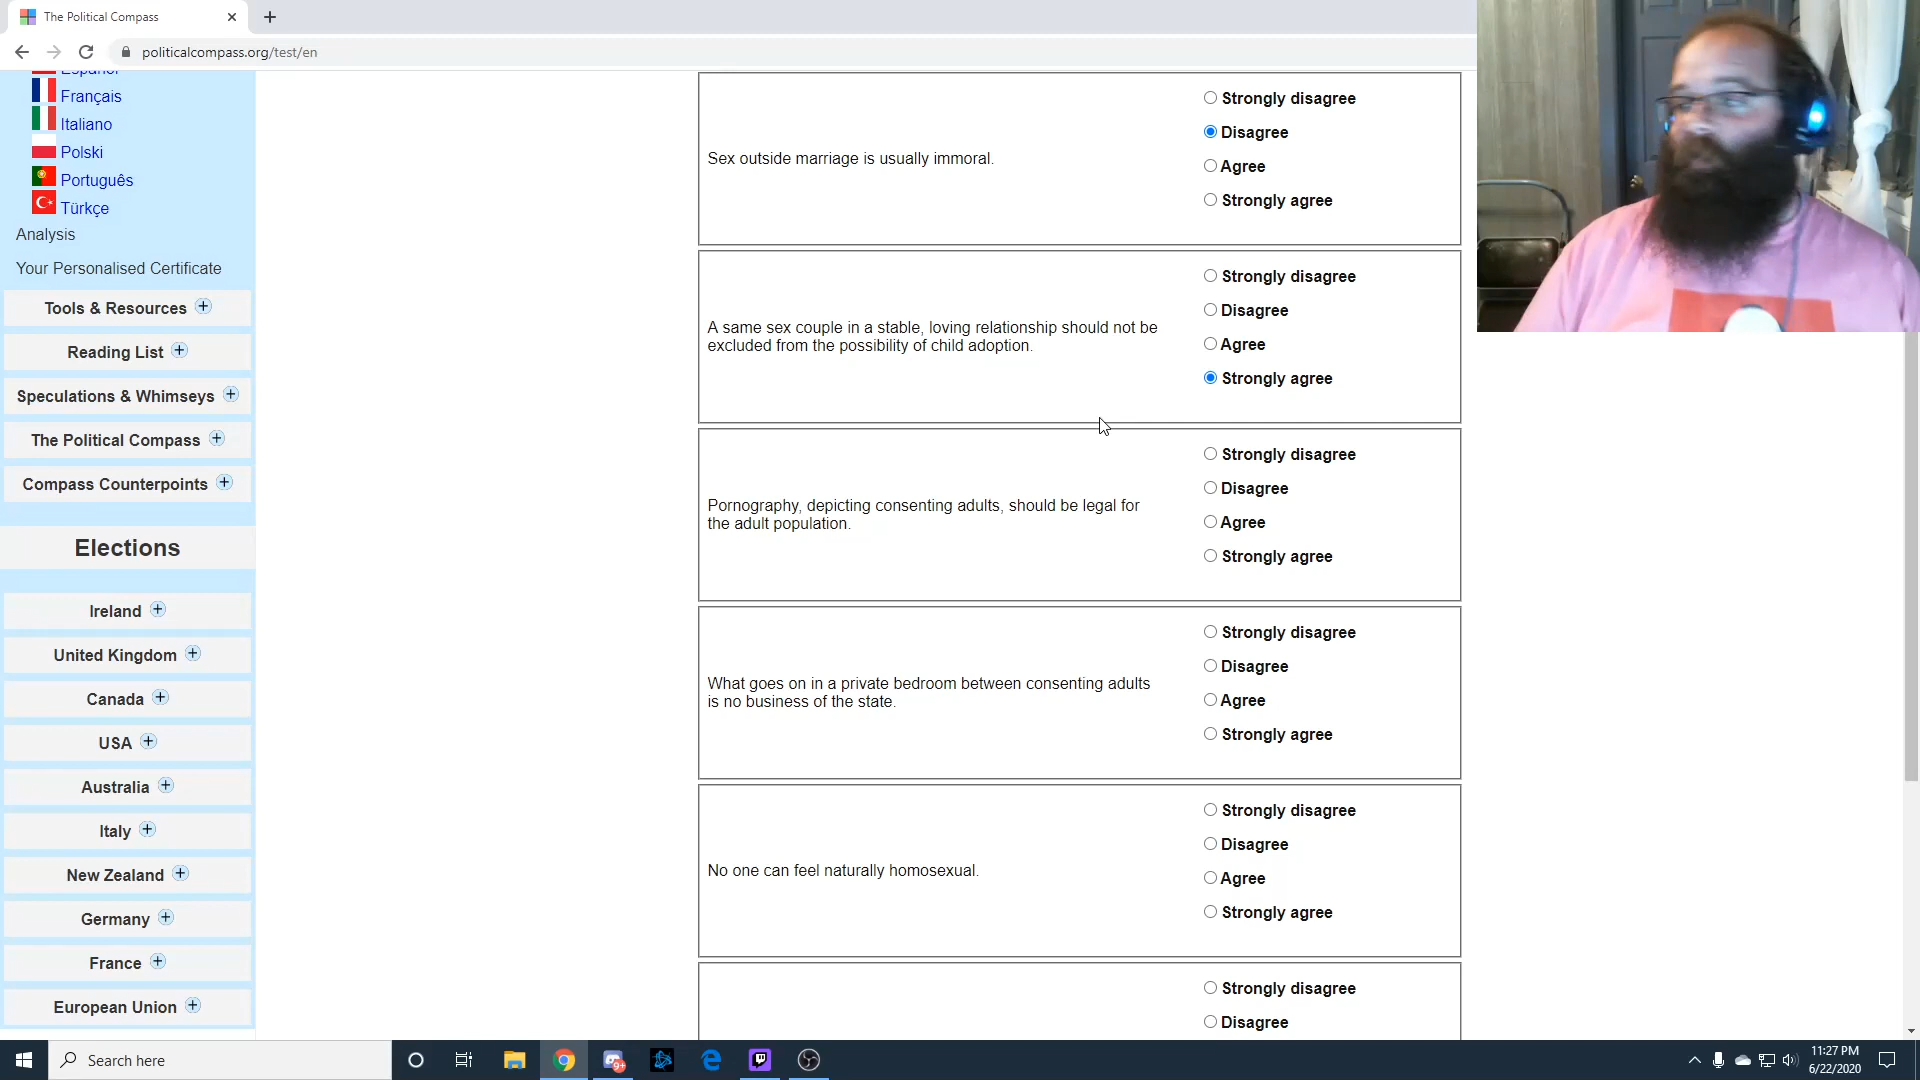 The Political Compass
politicalcompass.org/test/en
Español
Français
Italiano
Polski
Português
Türkçe
Analysis
Your Personalised Certificate
Tools & Resources
Reading List
Speculations & Whimseys
The Political Compass
Compass Counterpoints
Elections
Ireland
United Kingdom
Canada
USA
Australia
Italy
New Zealand
Germany
France
European Union
Sex outside marriage is usually immoral.
Strongly disagree
Disagree
Agree
Strongly agree
A same sex couple in a stable, loving relationship should not be
excluded from the possibility of child adoption.
Strongly disagree
Disagree
Agree
Strongly agree
Pornography, depicting consenting adults, should be legal for
the adult population.
Strongly disagree
Disagree
Agree
Strongly agree
What goes on in a private bedroom between consenting adults
is no business of the state.
Strongly disagree
Disagree
Agree
Strongly agree
No one can feel naturally homosexual.
Strongly disagree
Disagree
Agree
Strongly agree
Strongly disagree
Disagree
Search here
9+
11:27 PM
6/22/2020